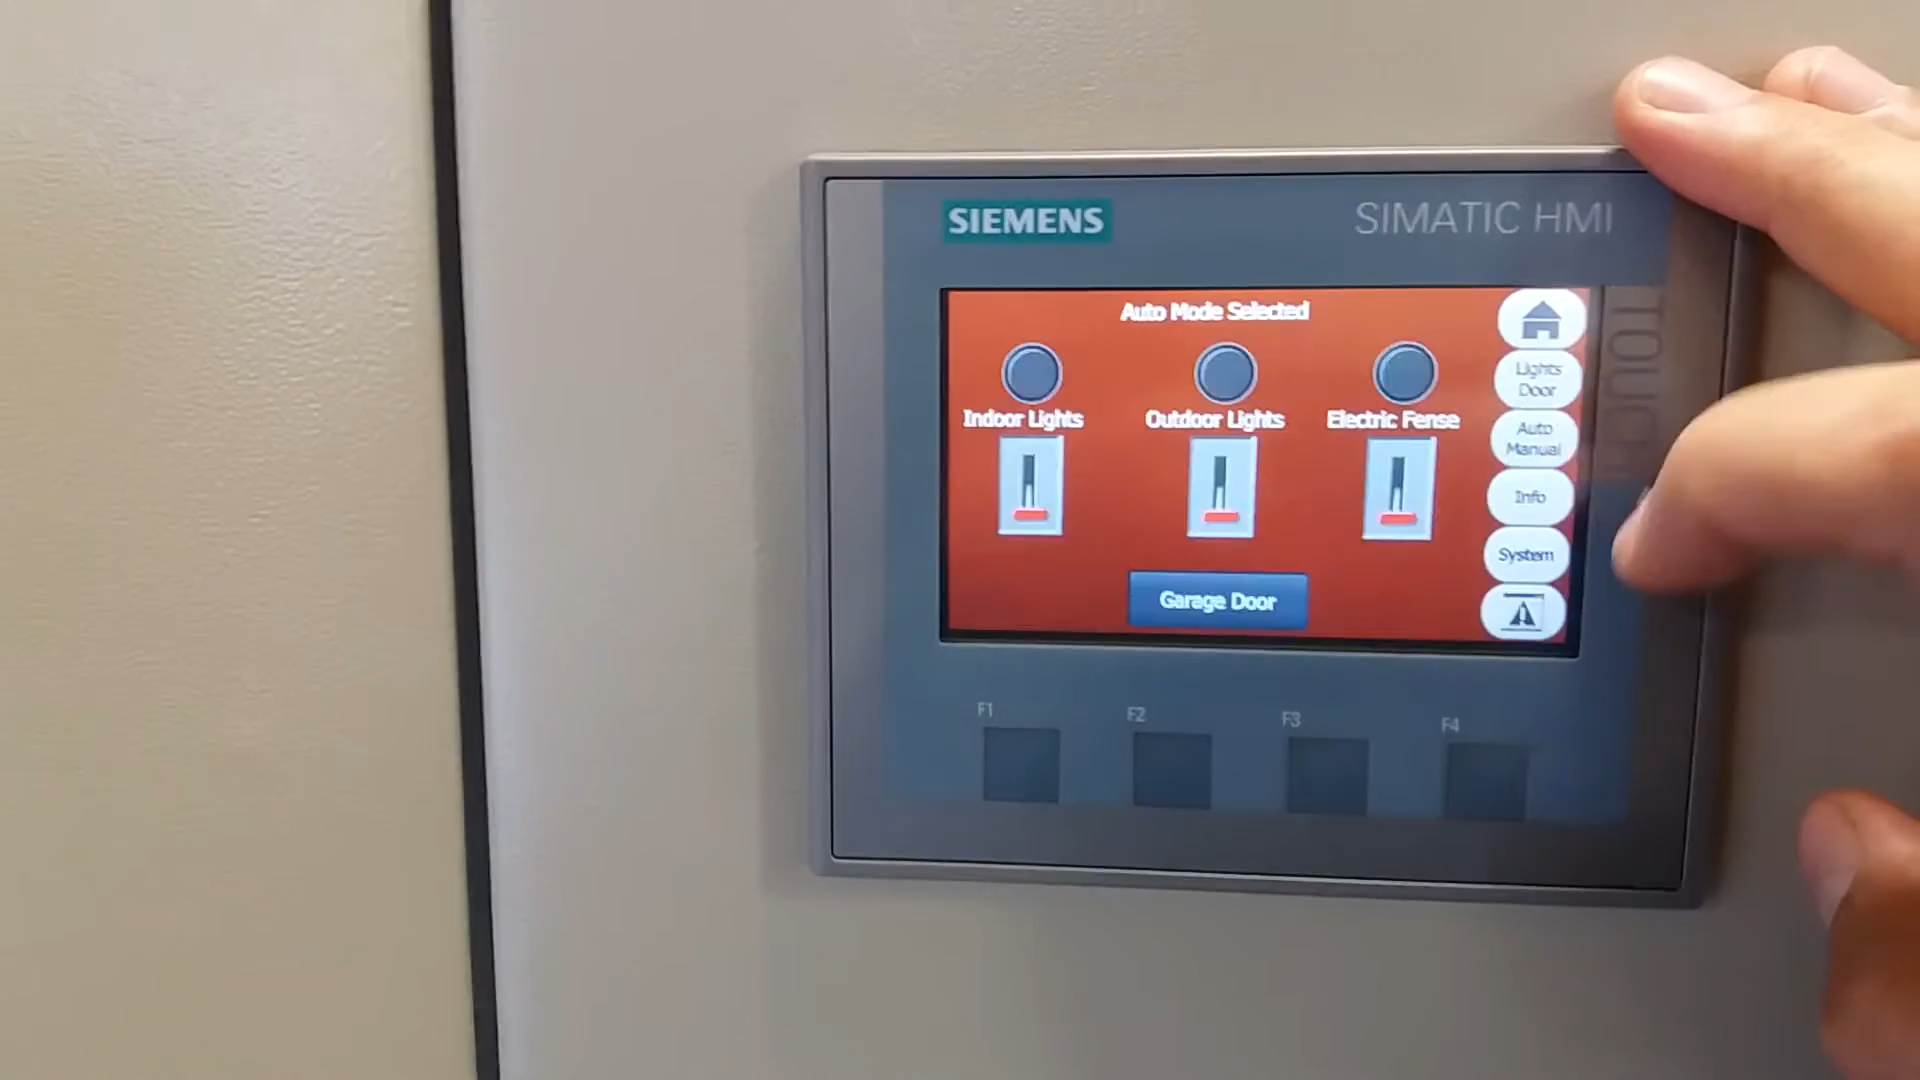 SIEMENS
SIMATIC HMI
TOUCH
Auto Mode Selected
Indoor Lights
Outdoor Lights
Electric Fense
Garage Door
Lights
Door
Auto
Manual
Info
System
F1
F2
F3
F4